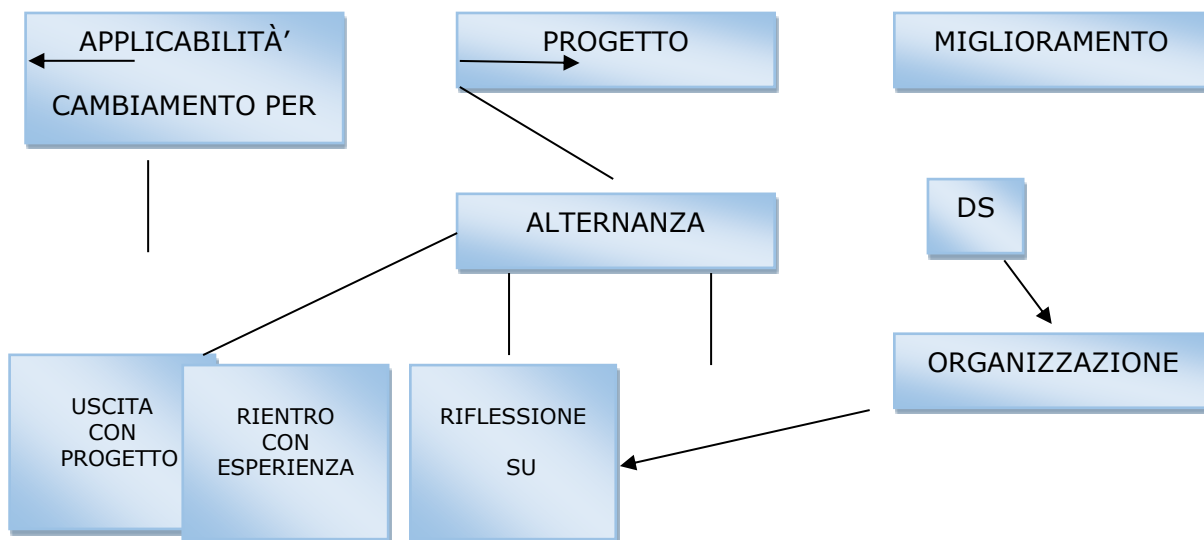 APPLICABILITÀ’
CAMBIAMENTO PER
PROGETTO
MIGLIORAMENTO
ALTERNANZA
DS
ORGANIZZAZIONE
USCITA
CON
PROGETTO
RIENTRO
CON
ESPERIENZA
RIFLESSIONE
SU